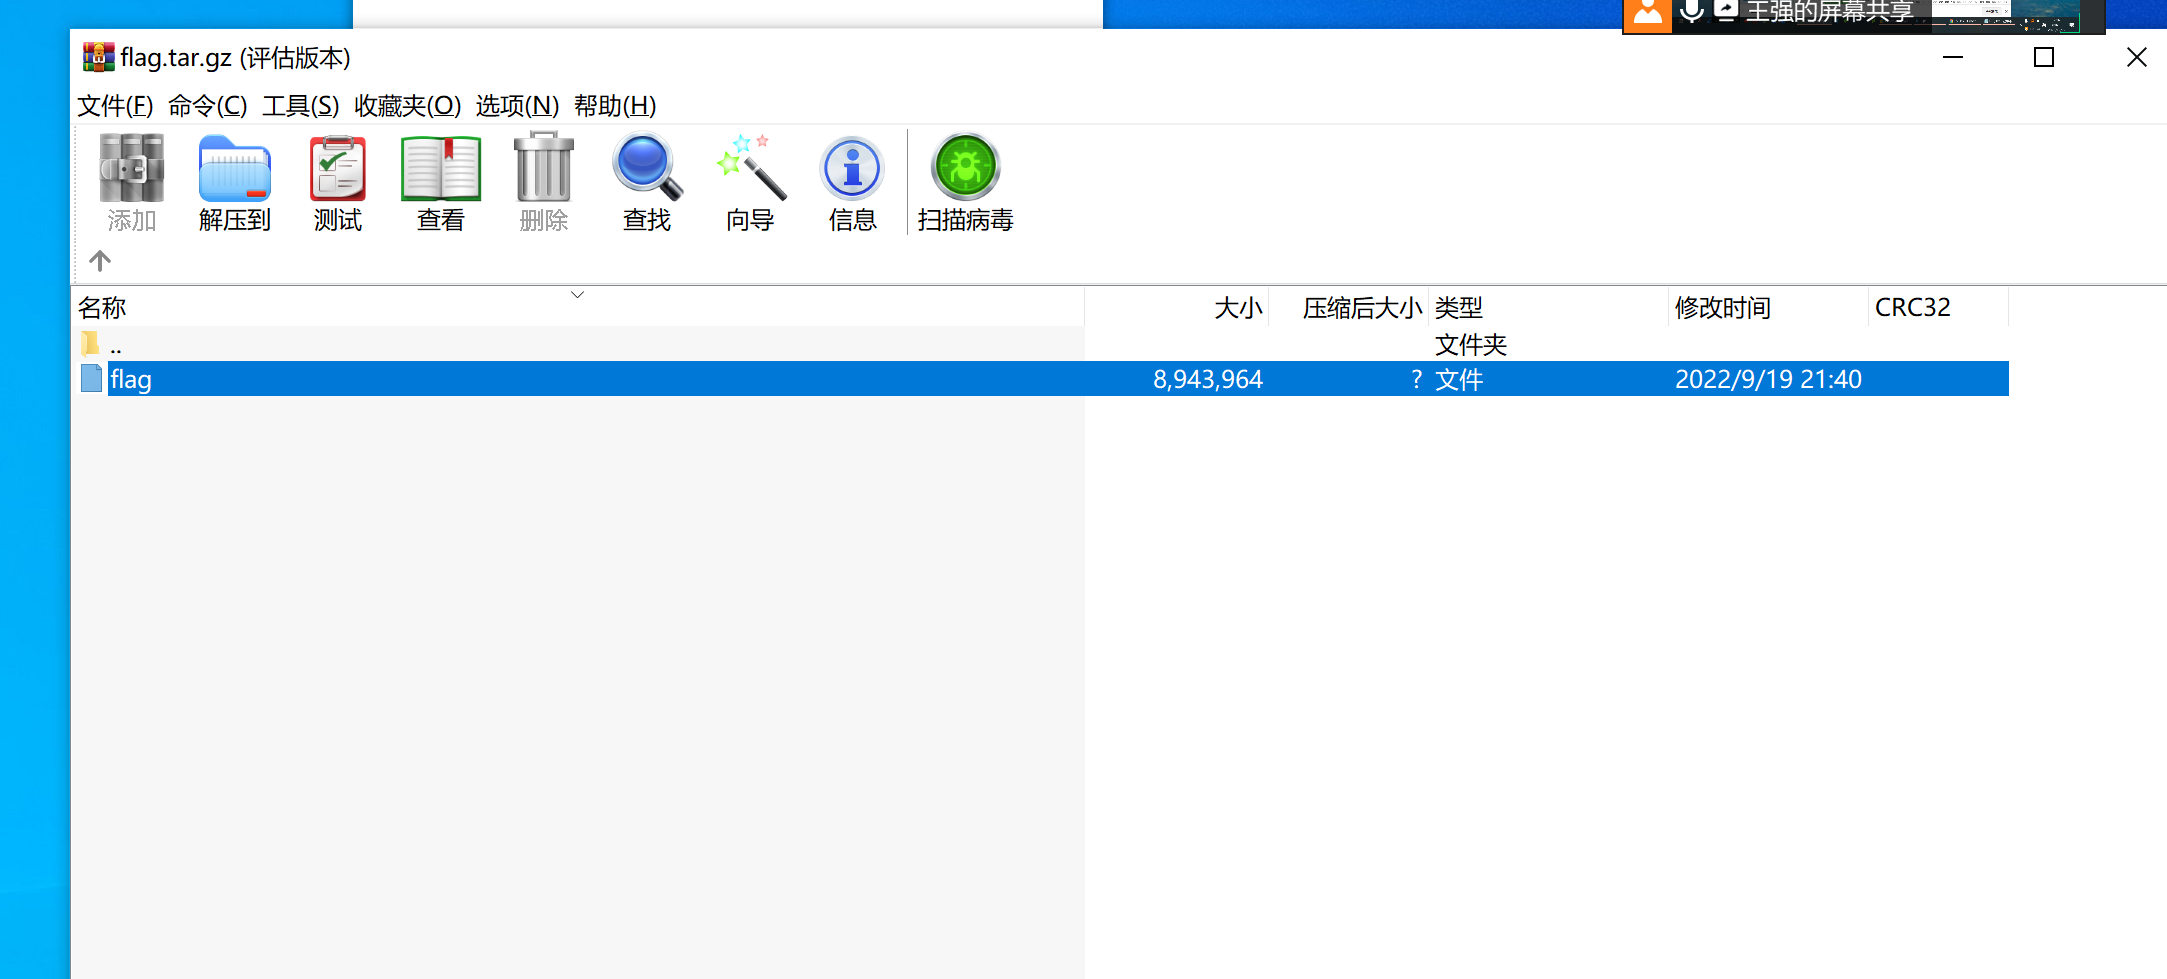 王强的屏幕共享
flag.tar.gz (评估版本)
文件(F) 命令(C) 工具(S) 收藏夹(O) 选项(N) 帮助(H)
添加 解压到 测试 查看 删除 查找 向导 信息 扫描病毒
名称 大小 压缩后大小 类型 修改时间 CRC32
.. 文件夹
flag 8,943,964 ? 文件 2022/9/19 21:40